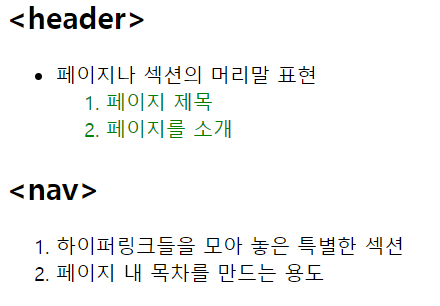 <header>
• 페이지나 섹션의 머리말 표현
1. 페이지 제목
2. 페이지를 소개
<nav>
1. 하이퍼링크들을 모아 놓은 특별한 섹션
2. 페이지 내 목차를 만드는 용도